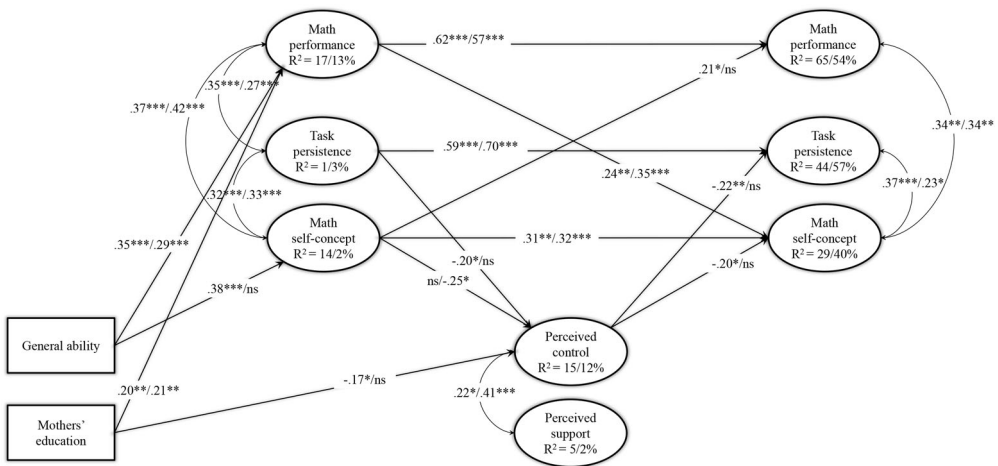 Math
performance
R² = 17/13%
.62***/57***
Math
performance
R² = 65/54%
.21*/ns
.35***/.27***
.37***/.42***
.34**/.34**
Task
persistence
R² = 1/3%
.59***/.70***
Task
persistence
R² = 44/57%
.24**/.35***
-.22**/ns
.37***/.23*
.32***/.33***
Math
self-concept
R² = 14/2%
.31**/.32***
Math
self-concept
R² = 29/40%
.35***/.29***
-.20*/ns
-.20*/ns
ns/-.25*
.38***/ns
General ability
Perceived
control
R² = 15/12%
-.17*/ns
.20**/.21**
.22*/.41***
Mothers'
education
Perceived
support
R² = 5/2%